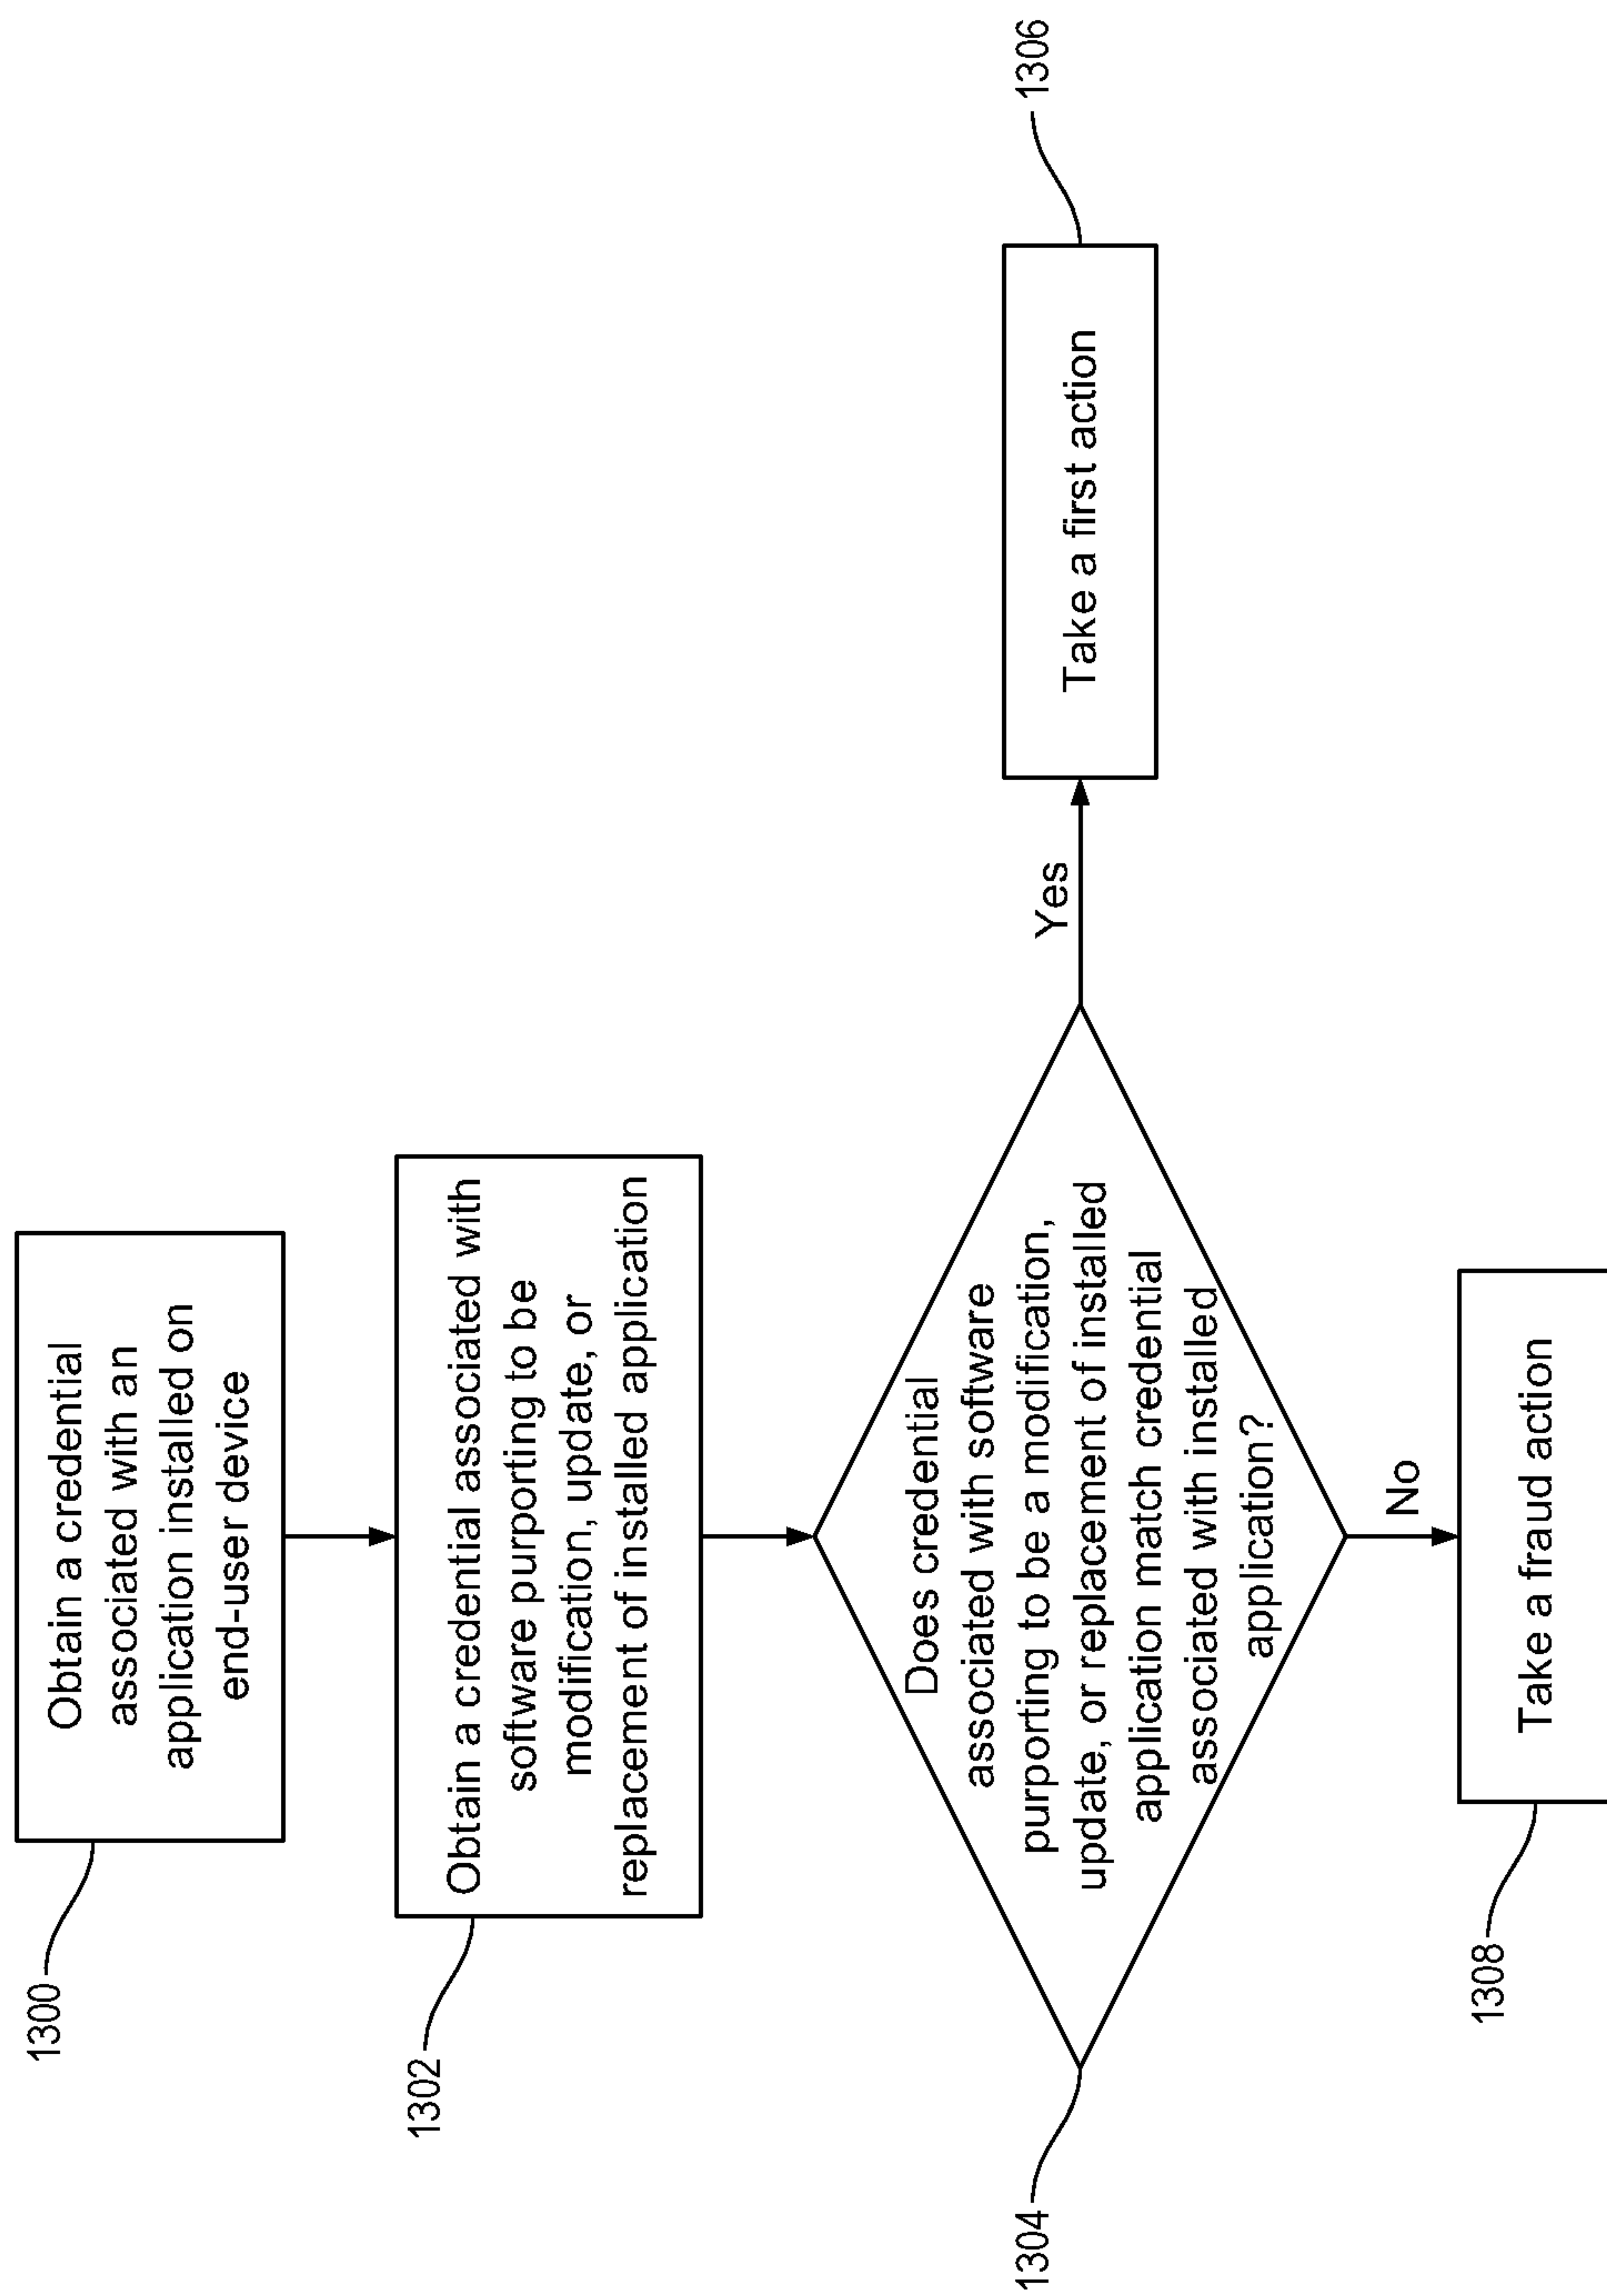 1300
Obtain a credential
associated with an
application installed on
end-user device
1302
Obtain a credential associated with
software purporting to be
modification, update, or
replacement of installed application
1304
Does credential
associated with software
purporting to be a modification,
update, or replacement of installed
application match credential
associated with installed
application?
Yes
Take a first action
1306
No
1308
Take a fraud action